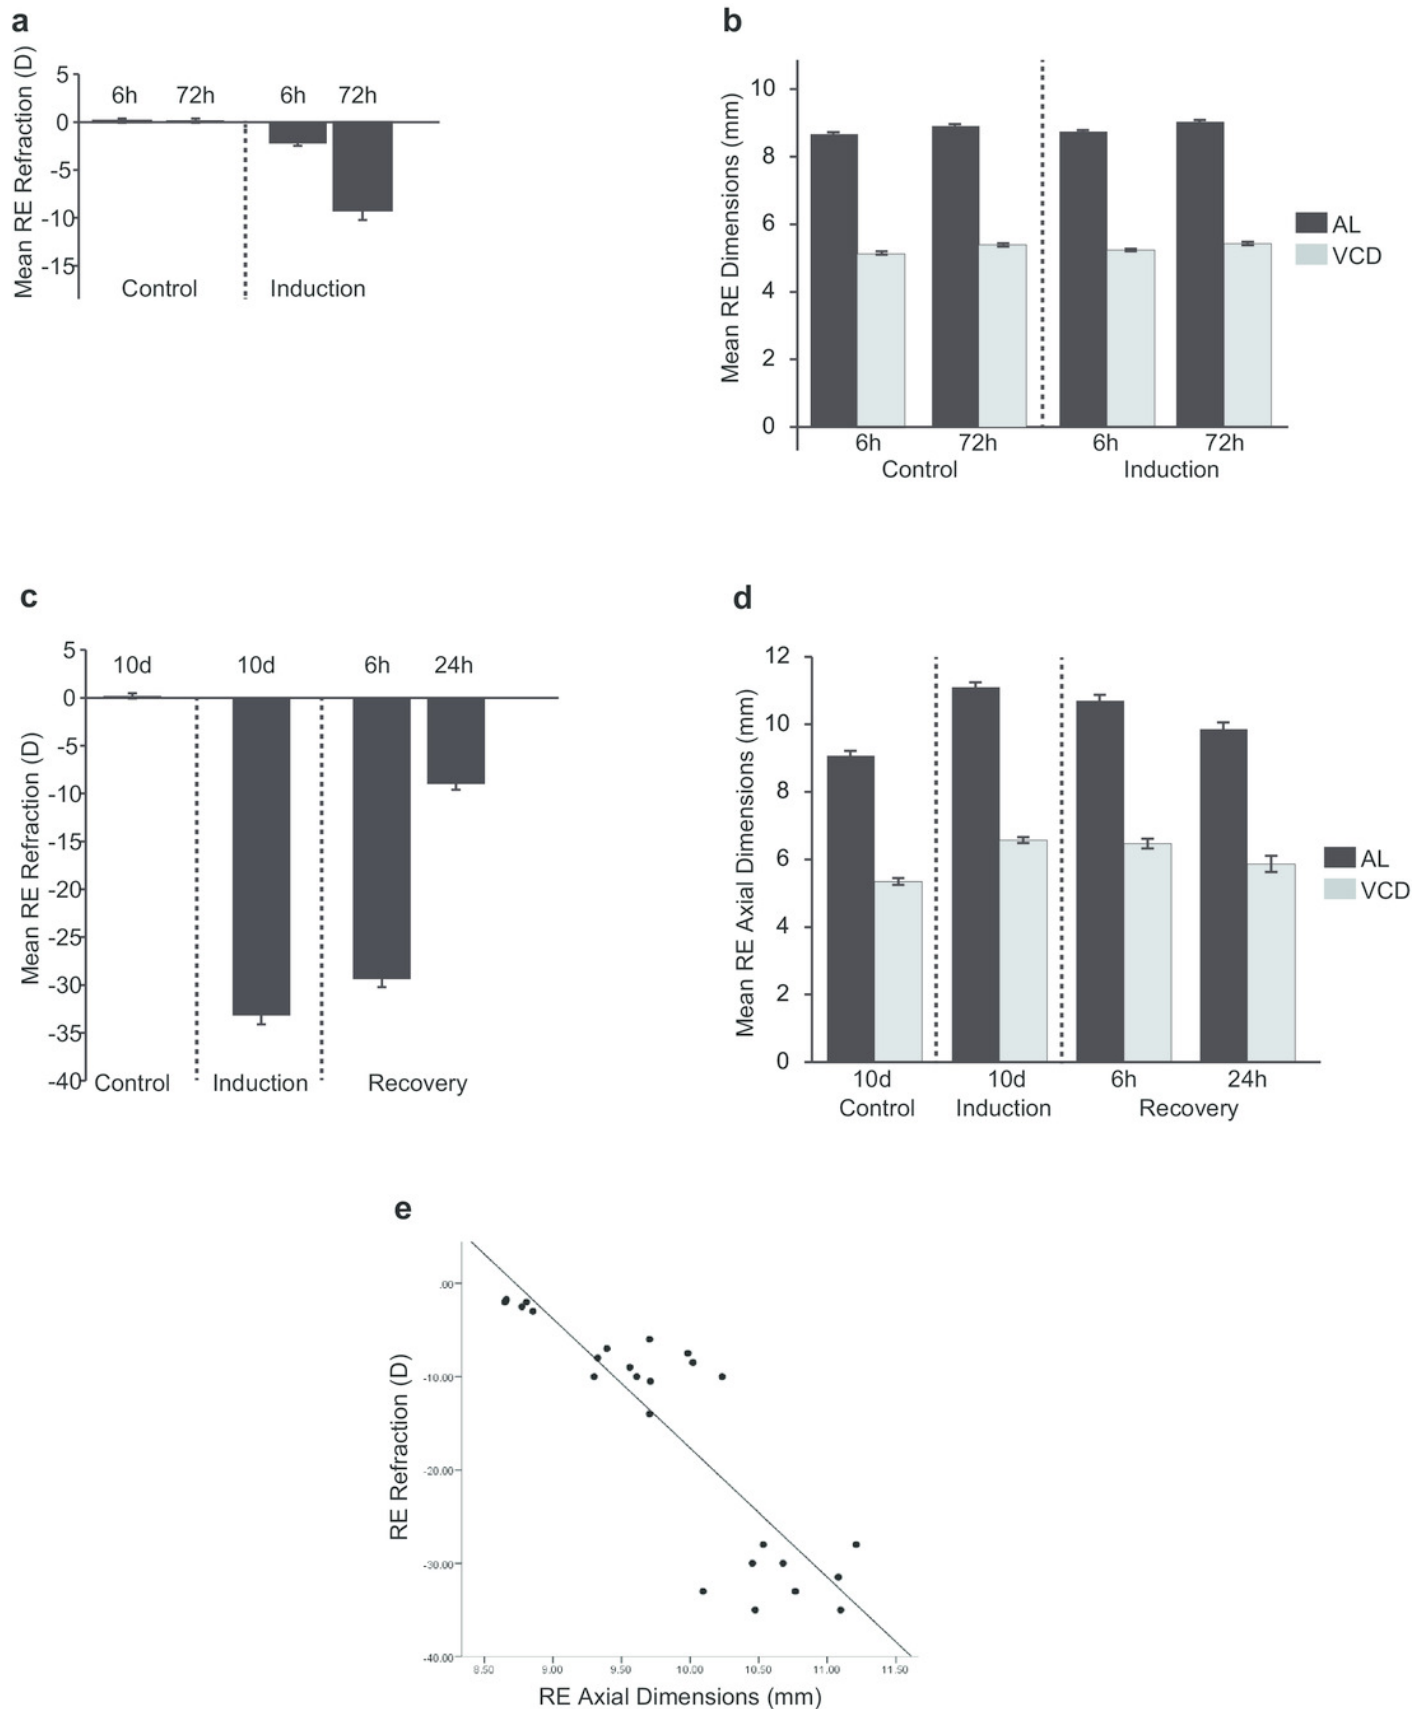 a
Mean RE Refraction (D)
5
0
-5
-10
-15
6h 72h 6h 72h
Control Induction
b
Mean RE Dimensions (mm)
10
8
6
4
2
0
6h 72h 6h 72h
Control Induction
AL
VCD
c
Mean RE Refraction (D)
5
0
-5
-10
-15
-20
-25
-30
-35
-40
10d 10d 6h 24h
Control Induction Recovery
d
Mean RE Axial Dimensions (mm)
12
10
8
6
4
2
0
10d 10d 6h 24h
Control Induction Recovery
AL
VCD
e
RE Refraction (D)
.00
-10.00
-20.00
-30.00
-40.00
8.50 9.00 9.50 10.00 10.50 11.00 11.50
RE Axial Dimensions (mm)